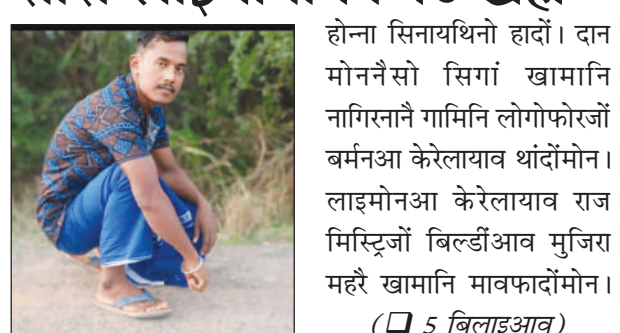 होन्ना सिनायथिनो हादों। दान
मोननैसो सिगां खामानि
नागिरनानै गामिनि लोगोफोरजों
बर्मनआ केरेलायाव थांदोंमोन।
लाइमोनआ केरेलायाव राज
मिस्ट्रिजों बिल्डींआव मुजिरा
महरै खामानि मावफादोंमोन।
(❑ 5 बिलाइआव)